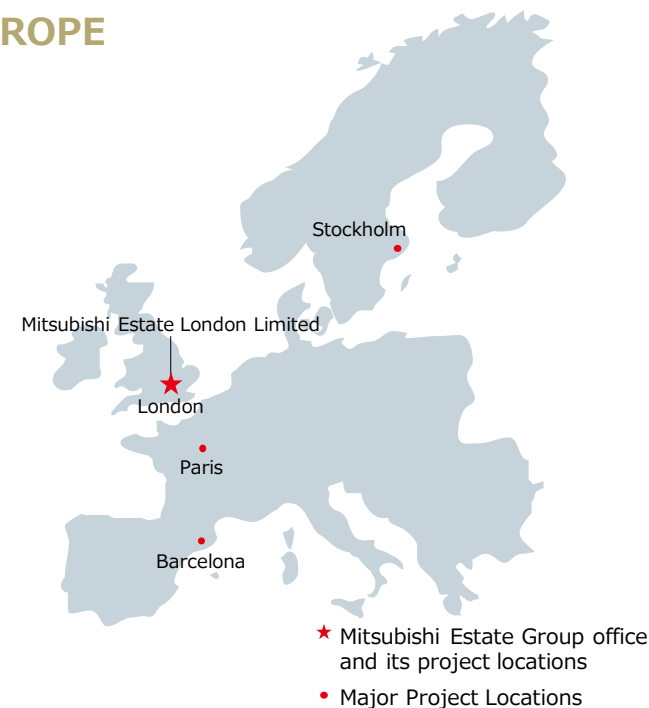 ROPE
Stockholm
Mitsubishi Estate London Limited
London
Paris
Barcelona
Mitsubishi Estate Group office
and its project locations
Major Project Locations